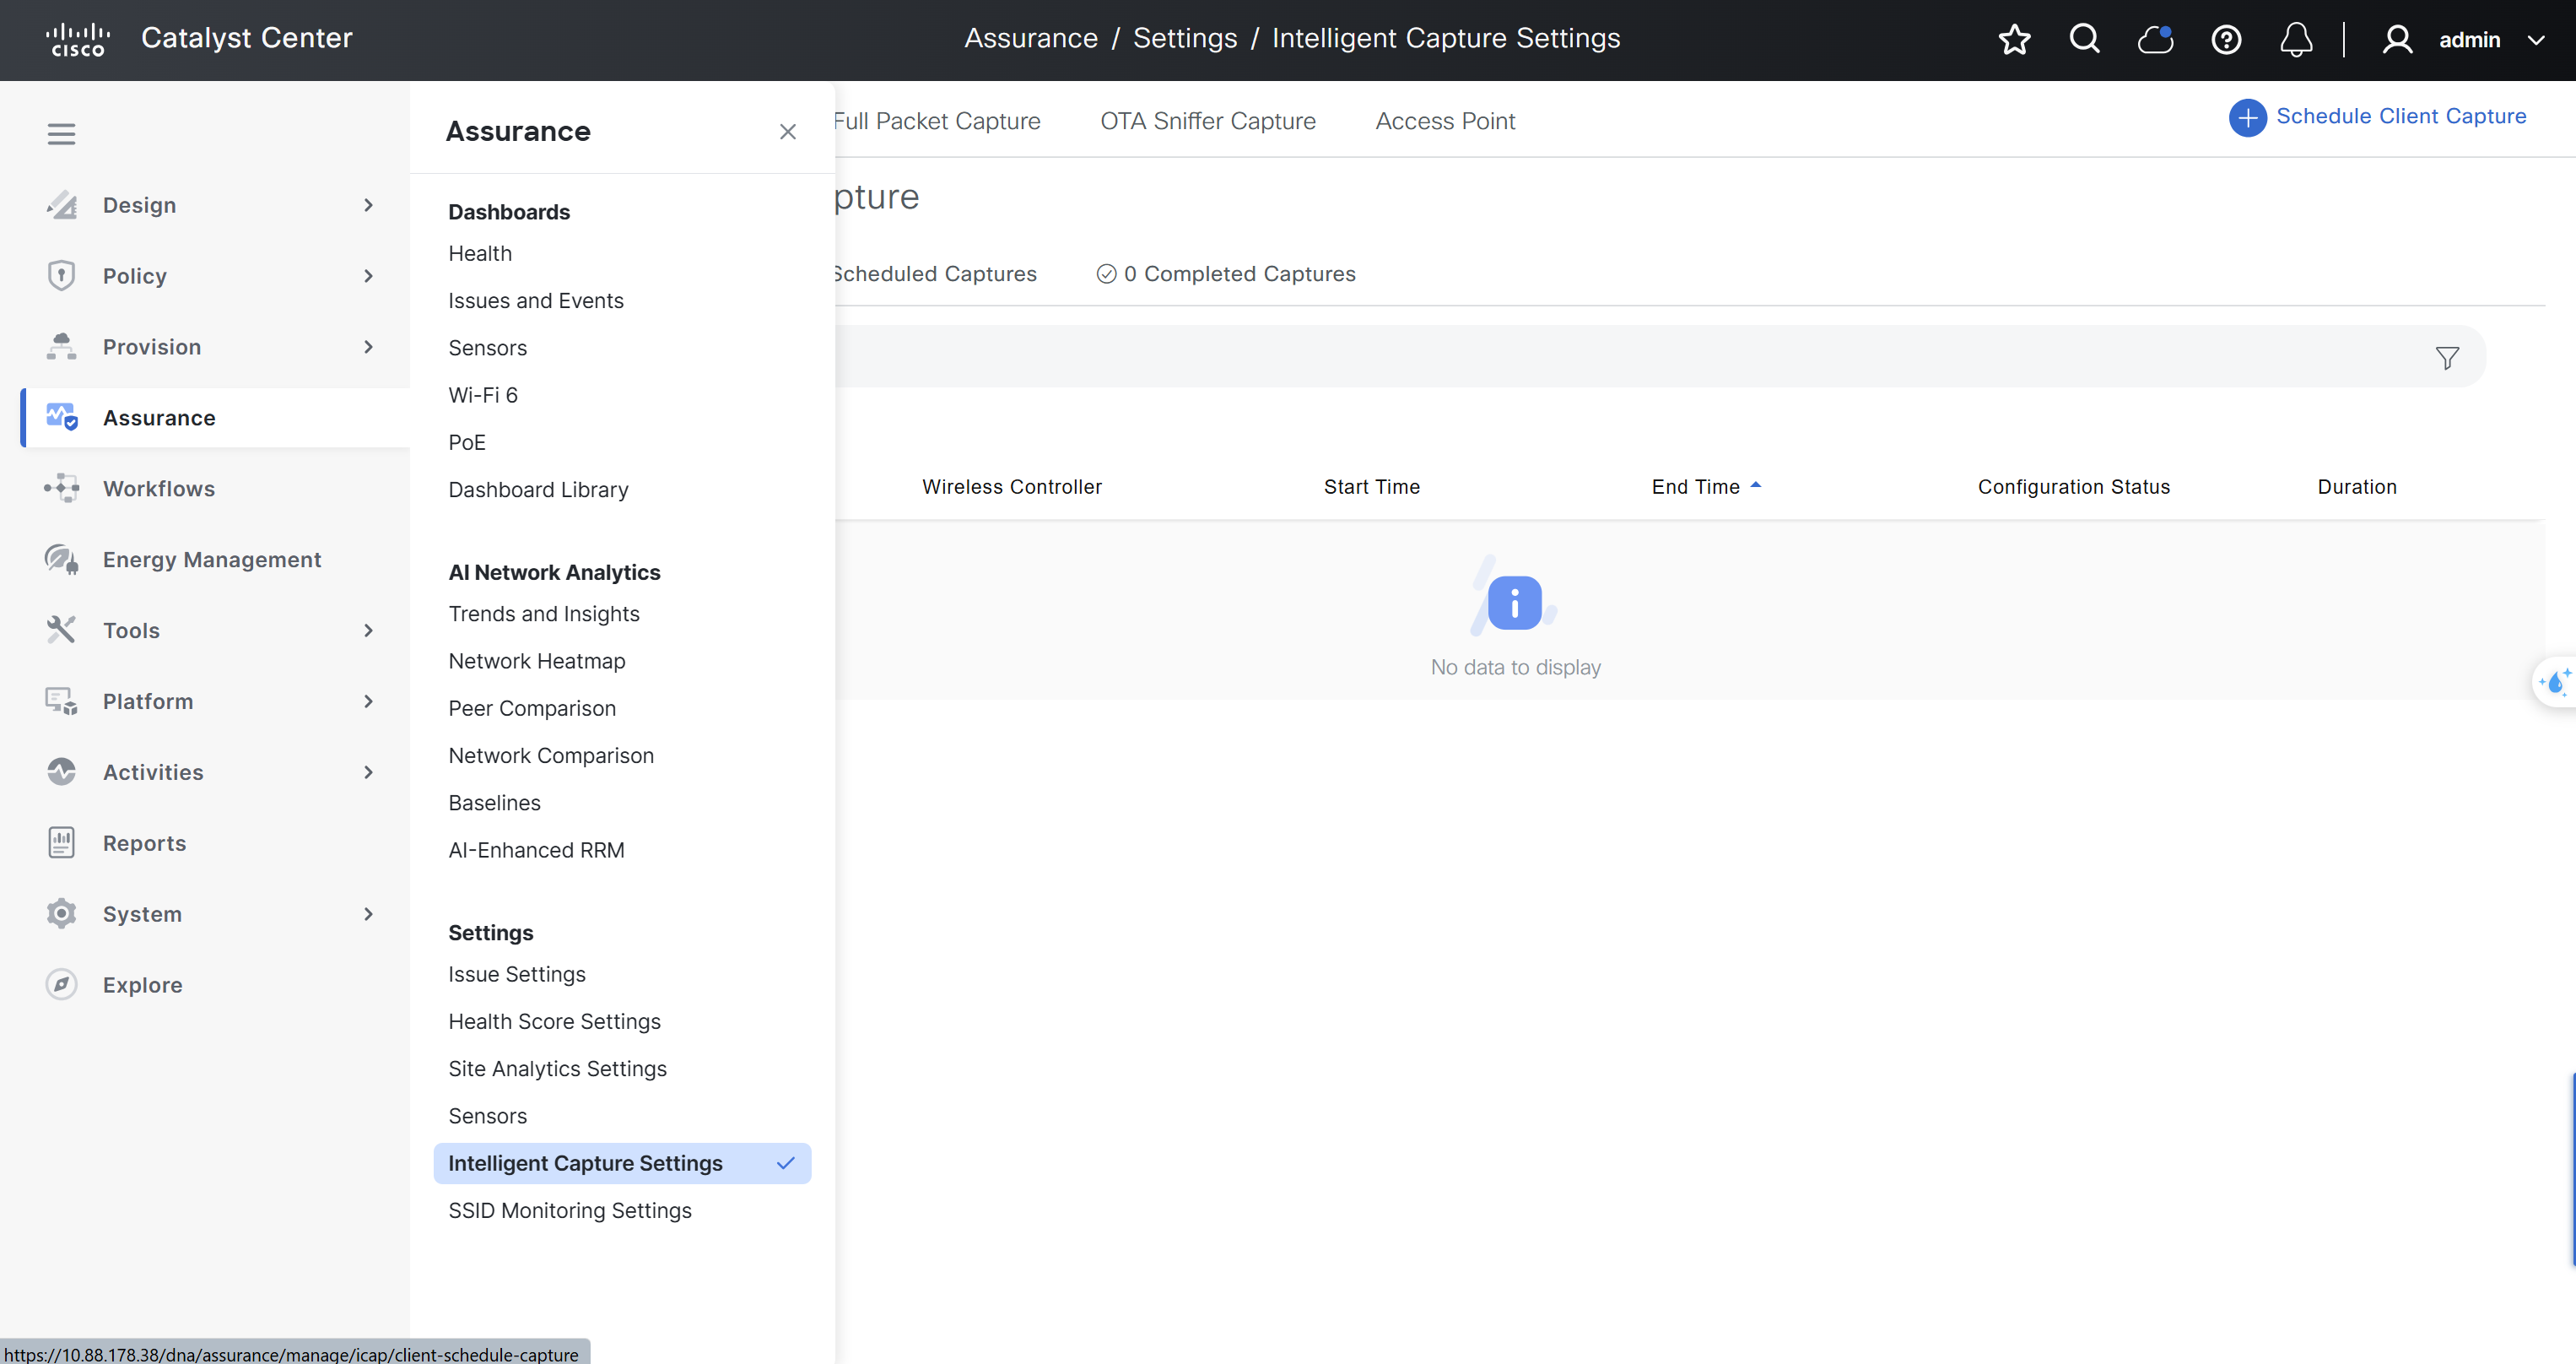 CISCO
Catalyst Center
Assurance / Settings / Intelligent Capture Settings
admin
Design
Policy
Provision
Assurance
Workflows
Energy Management
Tools
Platform
Activities
Reports
System
Explore
Assurance
Dashboards
Health
Issues and Events
Sensors
Wi-Fi 6
PoE
Dashboard Library
AI Network Analytics
Trends and Insights
Network Heatmap
Peer Comparison
Network Comparison
Baselines
AI-Enhanced RRM
Settings
Issue Settings
Health Score Settings
Site Analytics Settings
Sensors
Intelligent Capture Settings
SSID Monitoring Settings
Full Packet Capture OTA Sniffer Capture Access Point
Schedule Client Capture
pture
Scheduled Captures 0 Completed Captures
Wireless Controller Start Time End Time Configuration Status Duration
No data to display
https://10.88.178.38/dna/assurance/manage/icap/client-schedule-capture